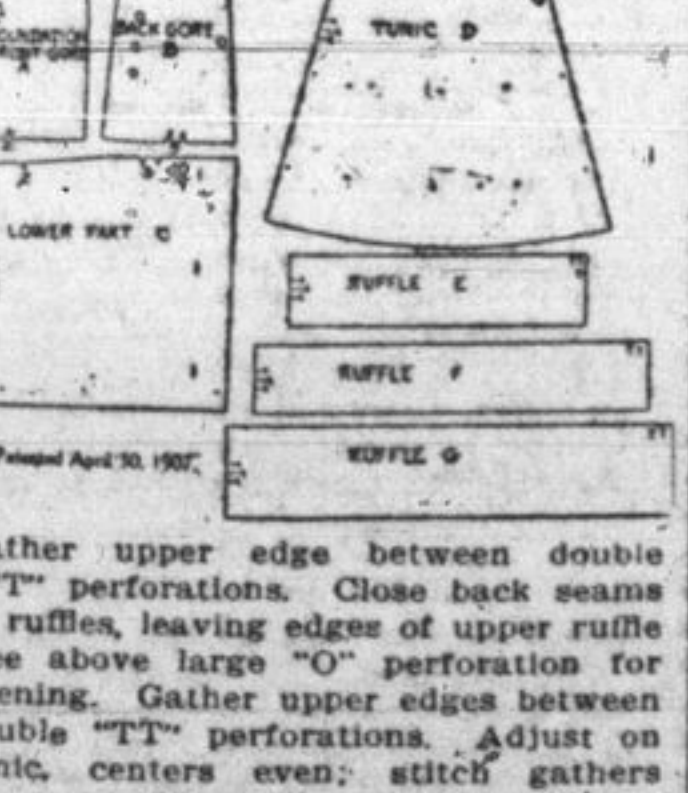 BACK GORE
B
TUNIC D
LOWER PART C
RUFFLE E
RUFFLE F
RUFFLE G
Patented April 30, 1907
ather upper edge between double
T" perforations. Close back seams
ruffles, leaving edges of upper ruffle
ee above large "O" perforation for
ening. Gather upper edges between
uble "TT" perforations. Adjust on
nic, centers even; stitch gathers